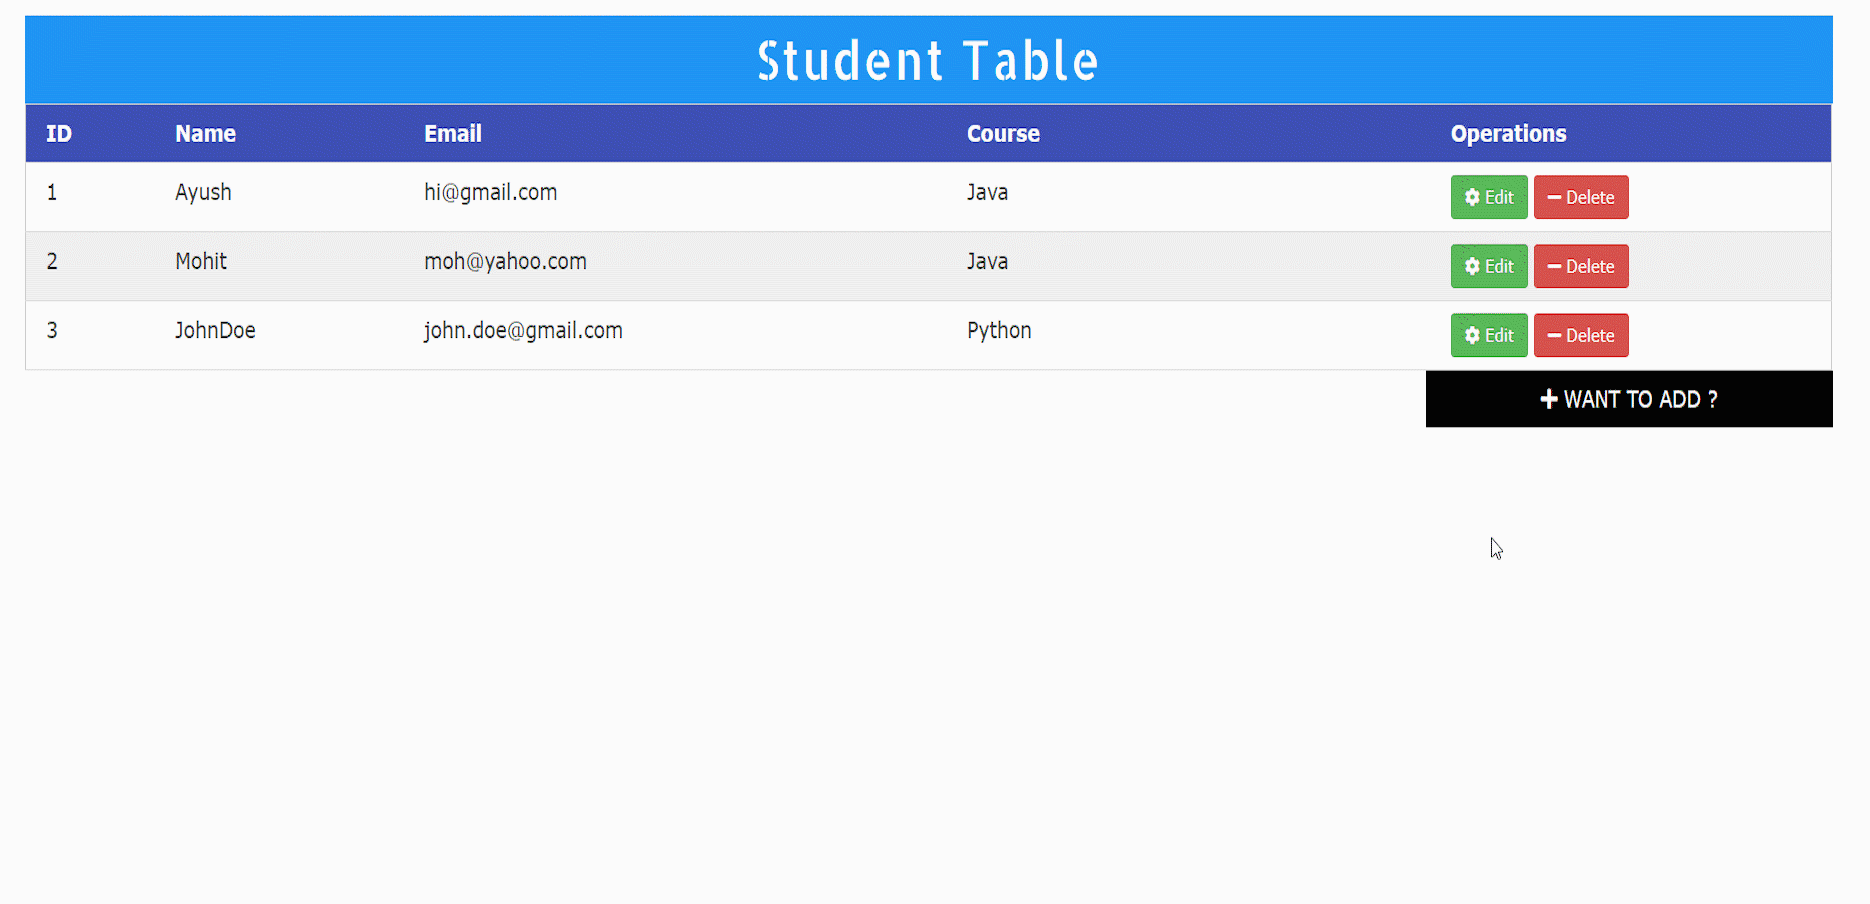 Student Table
ID Name Email Course Operations
1 Ayush hi@gmail.com Java Edit Delete
2 Mohit moh@yahoo.com Java Edit Delete
3 JohnDoe john.doe@gmail.com Python Edit Delete
WANT TO ADD ?